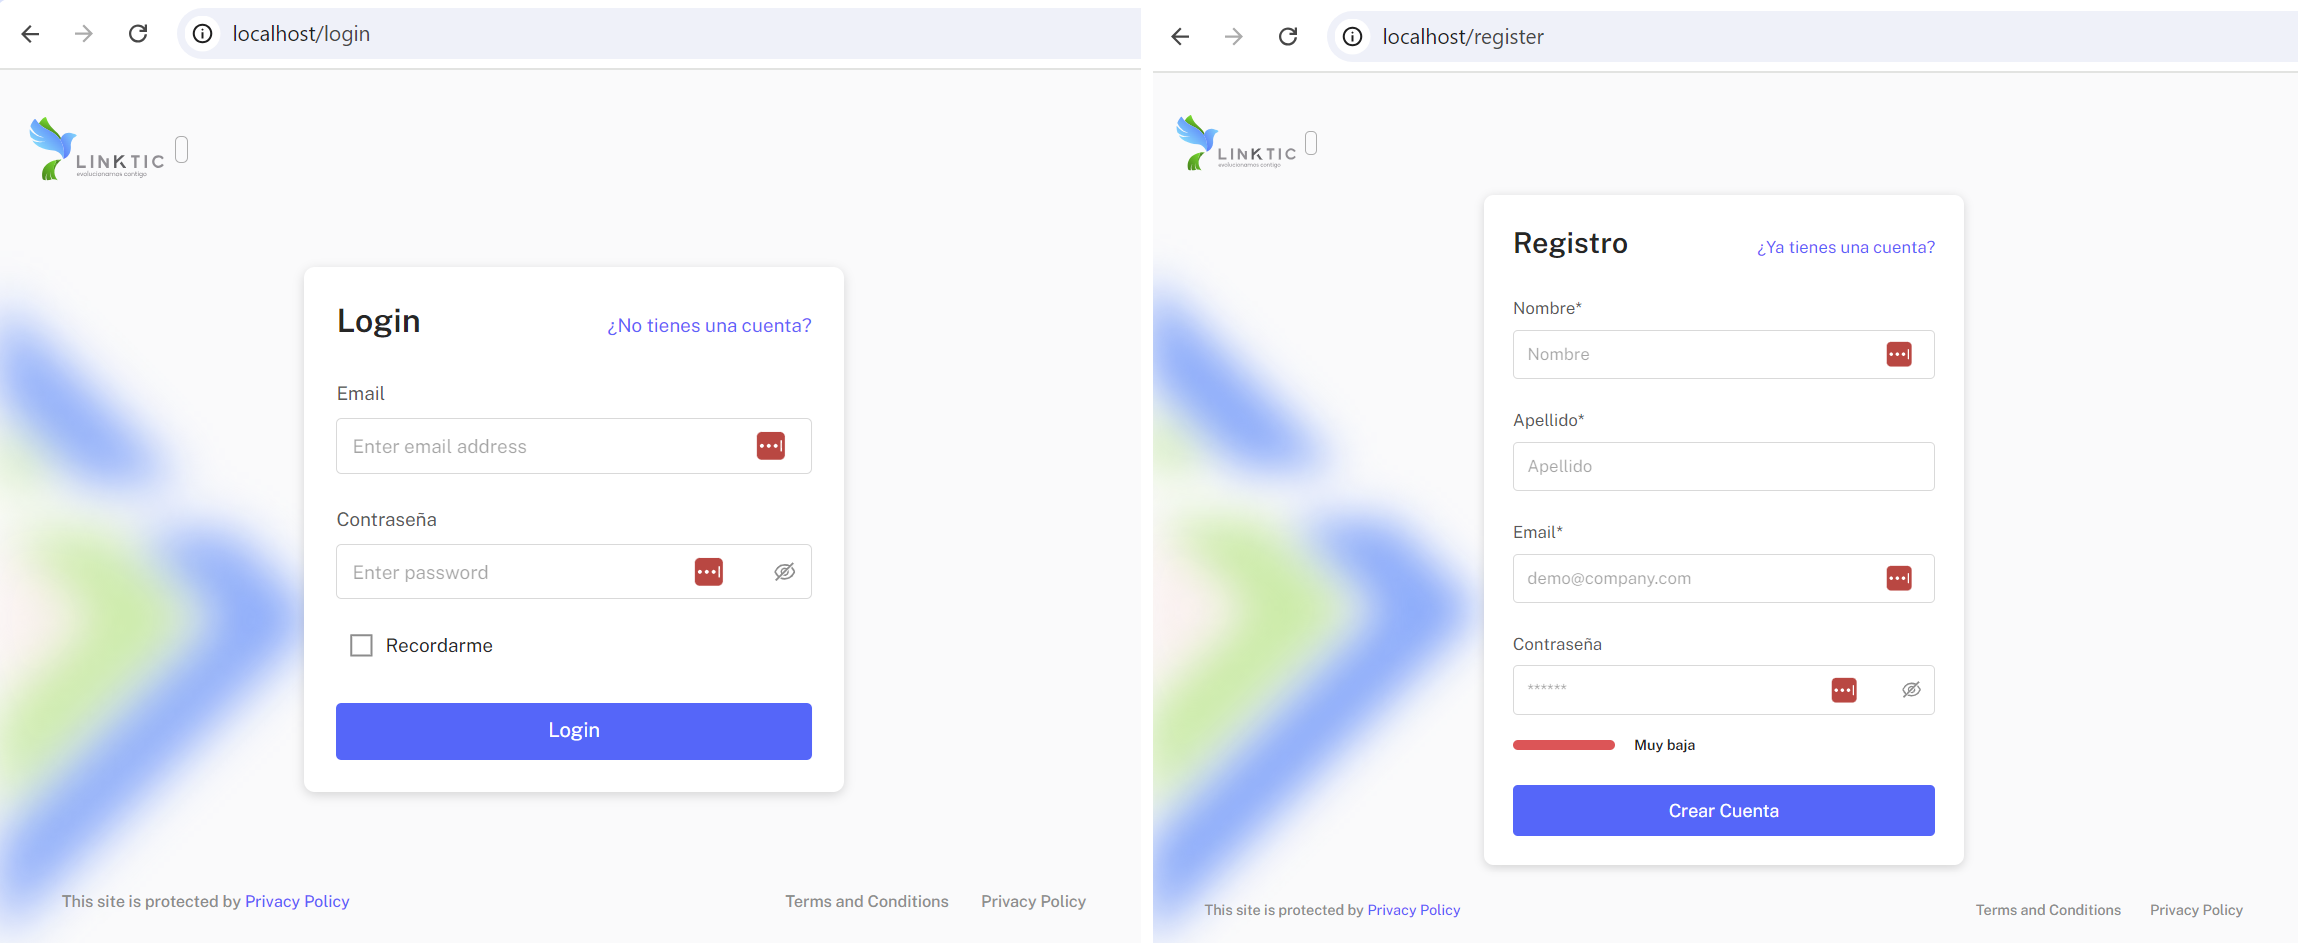 localhost/login
LINKTIC
evolucionamos contigo
Login
¿No tienes una cuenta?
Email
Enter email address
Contraseña
Enter password
Recordarme
Login
This site is protected by Privacy Policy
Terms and Conditions
Privacy Policy
localhost/register
LINKTIC
evolucionamos contigo
Registro
¿Ya tienes una cuenta?
Nombre*
Nombre
Apellido*
Apellido
Email*
demo@company.com
Contraseña
******
Muy baja
Crear Cuenta
This site is protected by Privacy Policy
Terms and Conditions
Privacy Policy